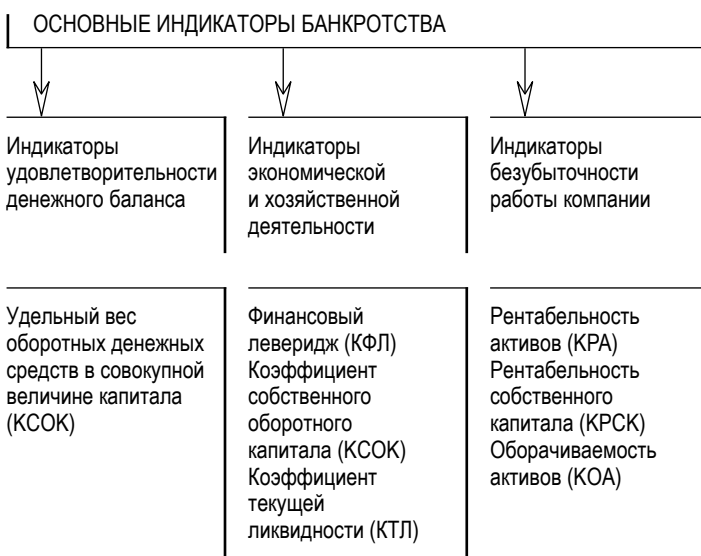 ОСНОВНЫЕ ИНДИКАТОРЫ БАНКРОТСТВА
Индикаторы
удовлетворительности
денежного баланса
Индикаторы
экономической
и хозяйственной
деятельности
Индикаторы
безубыточности
работы компании
Удельный вес
оборотных денежных
средств в совокупной
величине капитала
(КСОК)
Финансовый
леверидж (КФЛ)
Коэффициент
собственного
оборотного
капитала (КСОК)
Коэффициент
текущей
ликвидности (КТЛ)
Рентабельность
активов (КРА)
Рентабельность
собственного
капитала (КРСК)
Оборачиваемость
активов (КОА)